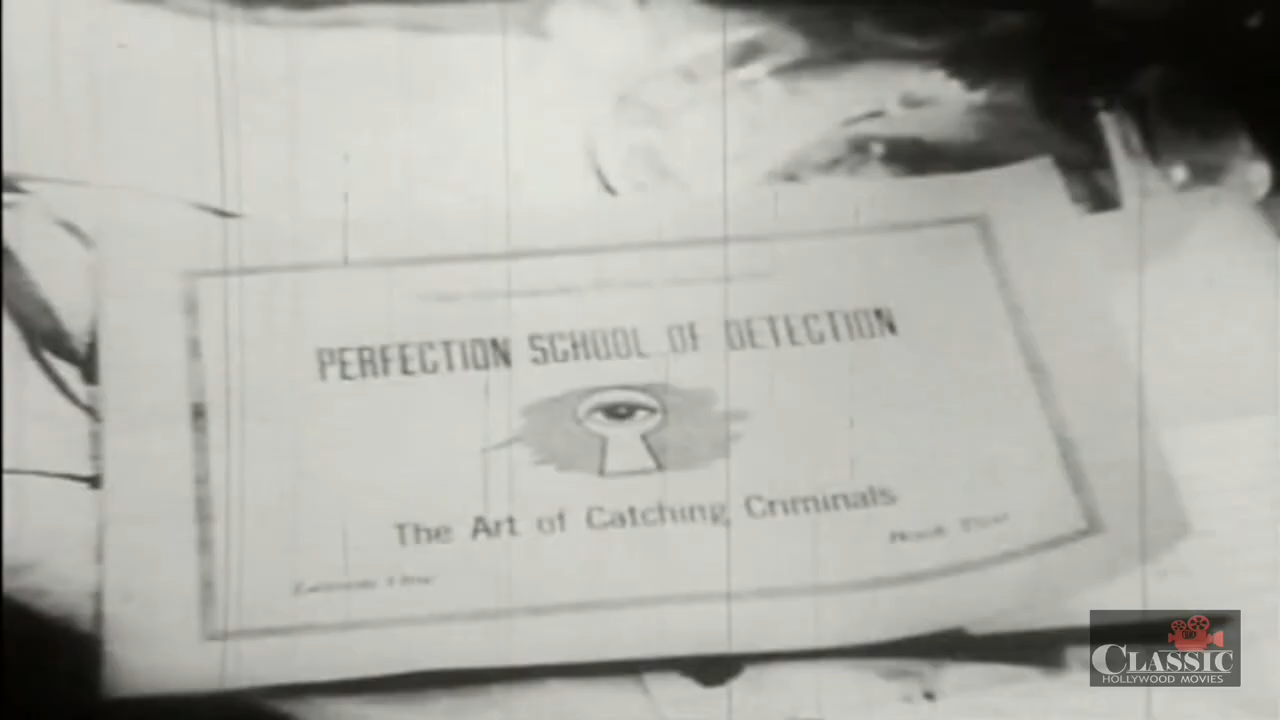 PERFECTION SCHOOL OF DETECTION
The Art of Catching Criminals
CLASSIC
HOLLYWOOD MOVIES